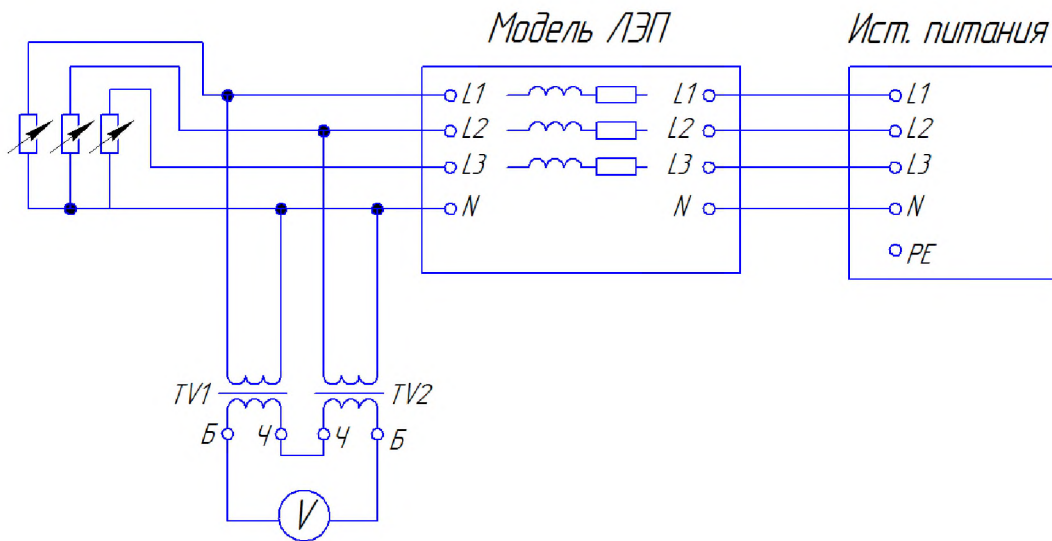 Модель ЛЭП
Ист. питания
L1 L1 L1
L2 L2 L2
L3 L3 L3
N N N
PE
TV1 TV2
Б Ч Ч Б
V